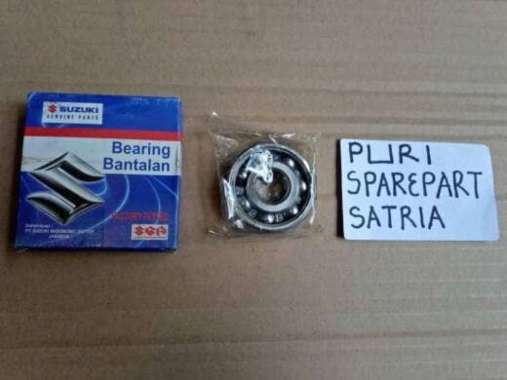 SUZUKI
GENUINE PARTS
Bearing
Bantalan
SGP
PURI
SPAREPART
SATRIA